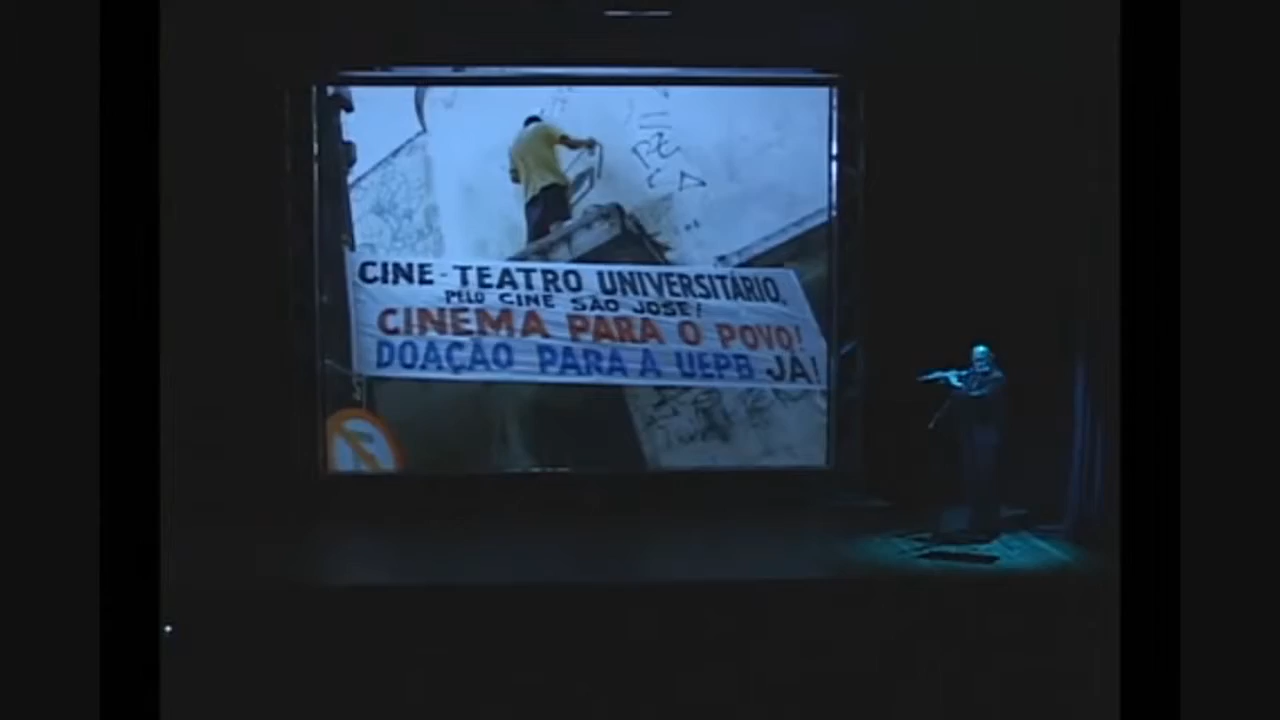 CINE-TEATRO UNIVERSITÁRIO,
PELO CINE SÃO JOSÉ!
CINEMA PARA O POVO!
DOAÇÃO PARA A UEPB JÁ!